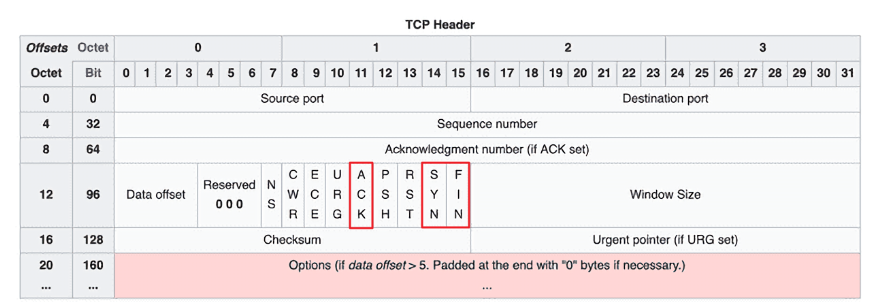 TCP Header
Offsets Octet 0 1 2 3
Octet Bit 0 1 2 3 4 5 6 7 8 9 10 11 12 13 14 15 16 17 18 19 20 21 22 23 24 25 26 27 28 29 30 31
0 0 Source port Destination port
4 32 Sequence number
8 64 Acknowledgment number (if ACK set)
12 96 Data offset Reserved 0 0 0 NS CWR ECE URG ACK PSH RST SYN FIN Window Size
16 128 Checksum Urgent pointer (if URG set)
20 160 Options (if data offset > 5. Padded at the end with "0" bytes if necessary.)
... ... ...